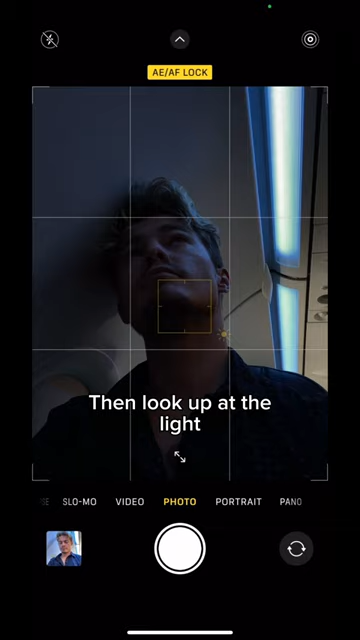 AE/AF LOCK
Then look up at the
light
SLO-MO VIDEO PHOTO PORTRAIT PANO